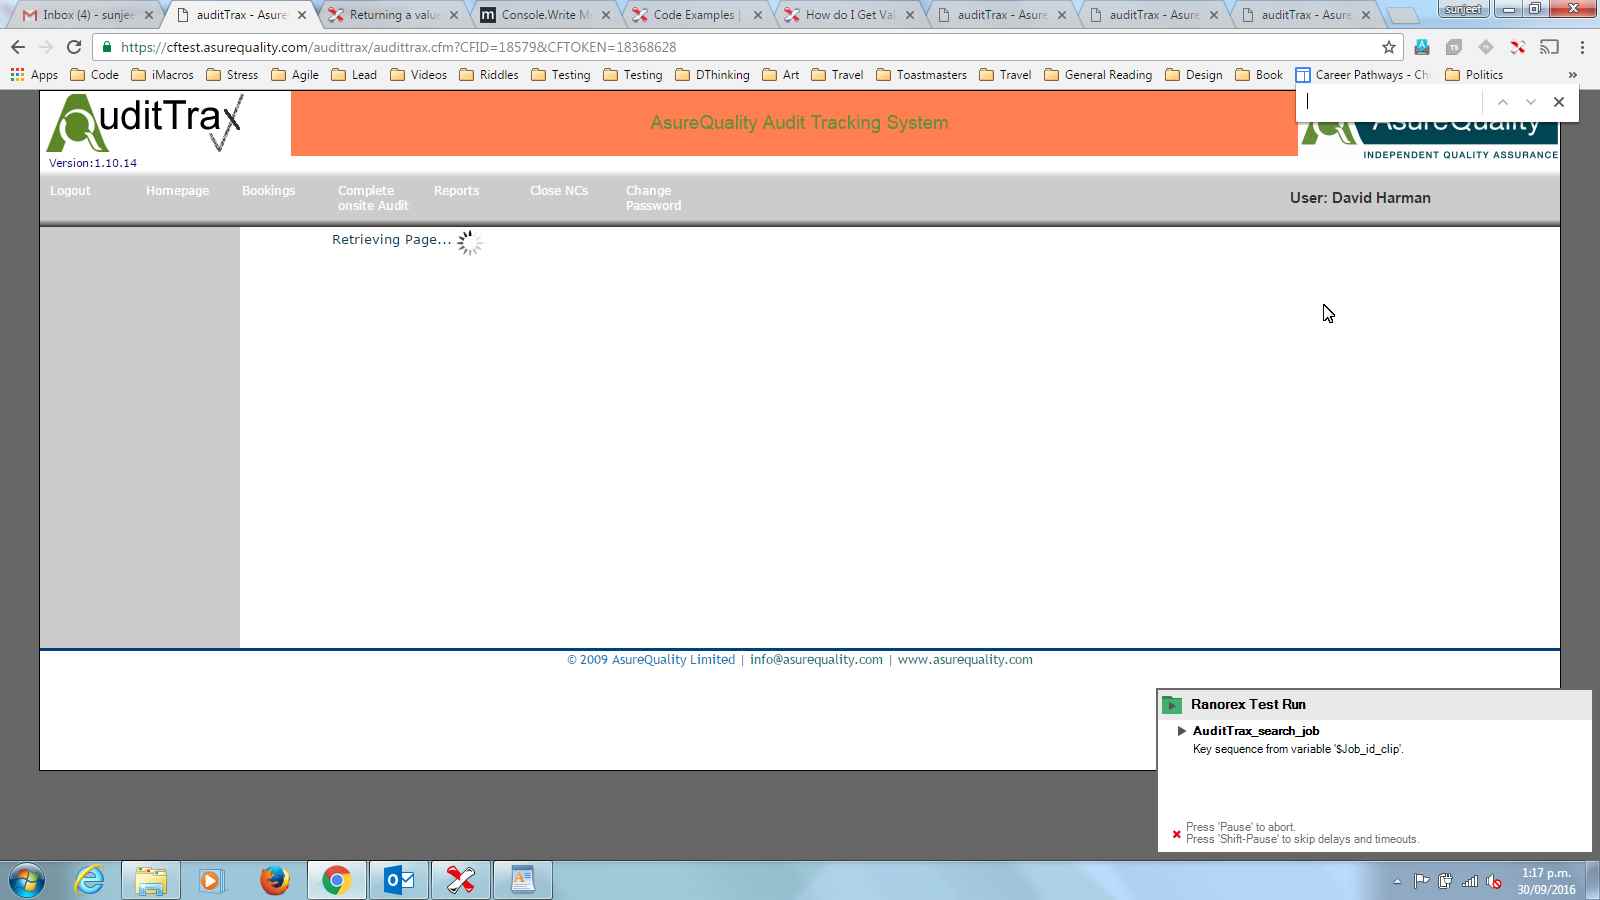 Inbox (4) - sunjee
auditTrax - Asure
Returning a value
Console.Write M
Code Examples
How do I Get Val
auditTrax - Asure
auditTrax - Asure
auditTrax - Asure
sunjeet
https://cftest.asurequality.com/audittrax/audittrax.cfm?CFID=18579&CFTOKEN=18368628
Apps Code iMacros Stress Agile Lead Videos Riddles Testing Testing DThinking Art Travel Toastmasters Travel General Reading Design Book Career Pathways - Ch Politics »
AuditTrax
Version:1.10.14
AsureQuality Audit Tracking System
AsureQuality
INDEPENDENT QUALITY ASSURANCE
Logout Homepage Bookings Complete onsite Audit Reports Close NCs Change Password
User: David Harman
Retrieving Page...
© 2009 AsureQuality Limited | info@asurequality.com | www.asurequality.com
Ranorex Test Run
AuditTrax_search_job
Key sequence from variable '$Job_id_clip'.
Press 'Pause' to abort.
Press 'Shift-Pause' to skip delays and timeouts.
1:17 p.m.
30/09/2016